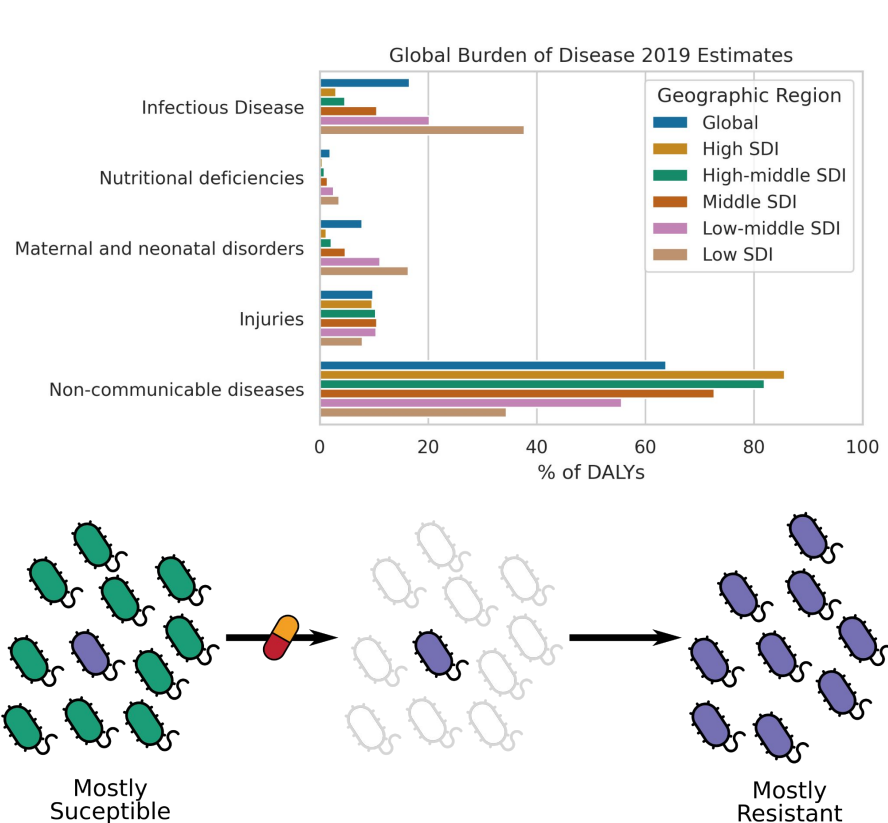 Global Burden of Disease 2019 Estimates
Geographic Region
Global
High SDI
High-middle SDI
Middle SDI
Low-middle SDI
Low SDI
Infectious Disease
Nutritional deficiencies
Maternal and neonatal disorders
Injuries
Non-communicable diseases
0 20 40 60 80 100
% of DALYs
Mostly
Suceptible
Mostly
Resistant